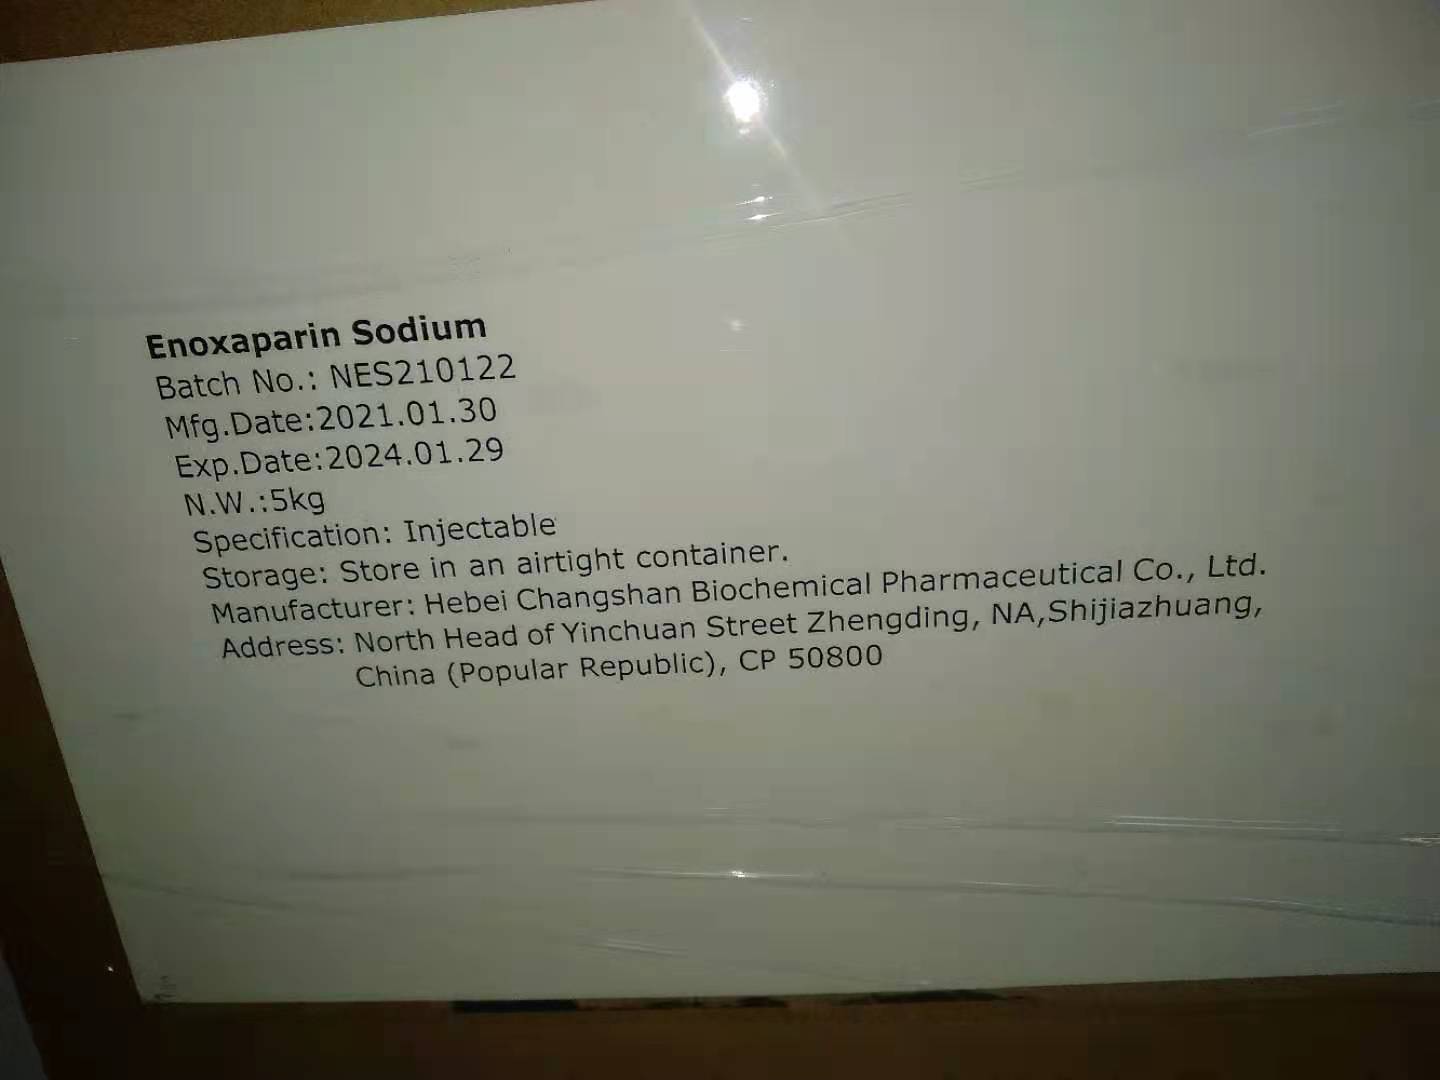 Enoxaparin Sodium
Batch No.: NES210122
Mfg.Date:2021.01.30
Exp.Date:2024.01.29
N.W.:5kg
Specification: Injectable
Storage: Store in an airtight container.
Manufacturer: Hebei Changshan Biochemical Pharmaceutical Co., Ltd.
Address: North Head of Yinchuan Street Zhengding, NA,Shijiazhuang,
China (Popular Republic), CP 50800